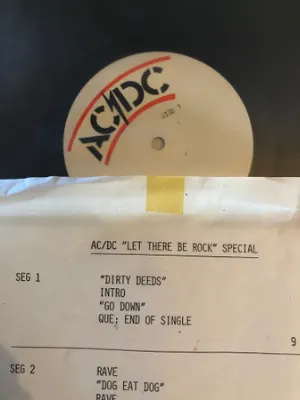 AC/DC
SIDE 1
AC/DC "LET THERE BE ROCK" SPECIAL
SEG 1
"DIRTY DEEDS"
INTRO
"GO DOWN"
QUE: END OF SINGLE
9
SEG 2
RAVE
"DOG EAT DOG"
RAVE